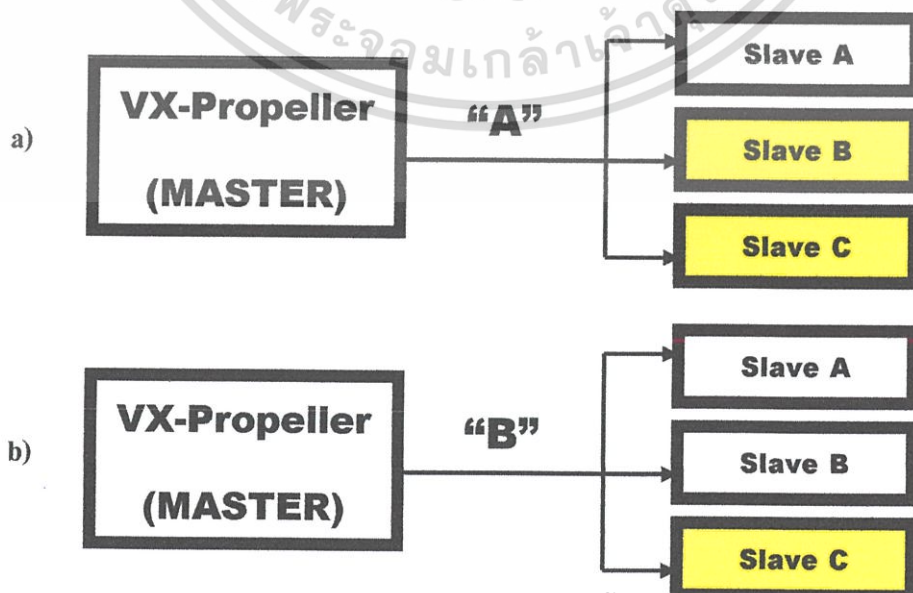 พระจอมเกล้าเจ้าคุณ
a)
VX-Propeller
(MASTER)
“A”
Slave A
Slave B
Slave C
b)
VX-Propeller
(MASTER)
“B”
Slave A
Slave B
Slave C